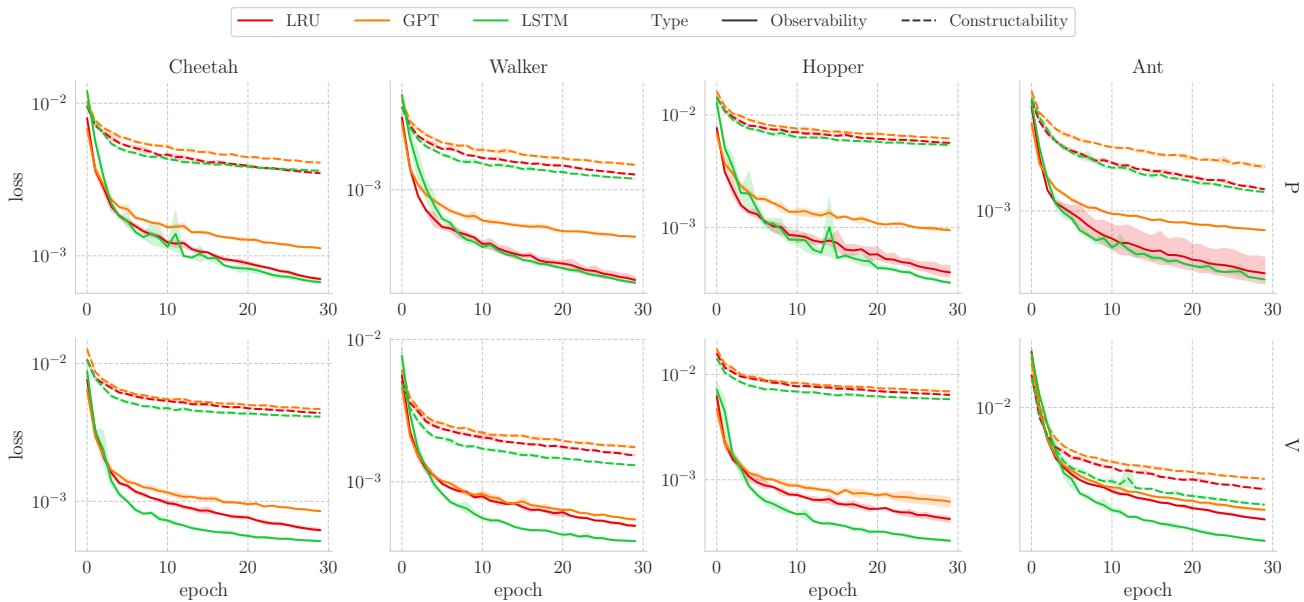 LRU GPT LSTM Type Observability Constructability
Cheetah Walker Hopper Ant
loss 10^{-2} 10^{-3} 10^{-3} 10^{-2} 10^{-3} 10^{-3} P
0 10 20 30 0 10 20 30 0 10 20 30 0 10 20 30
loss 10^{-2} 10^{-3} 10^{-2} 10^{-3} 10^{-2} 10^{-3} 10^{-2} V
0 10 20 30 0 10 20 30 0 10 20 30 0 10 20 30
epoch epoch epoch epoch